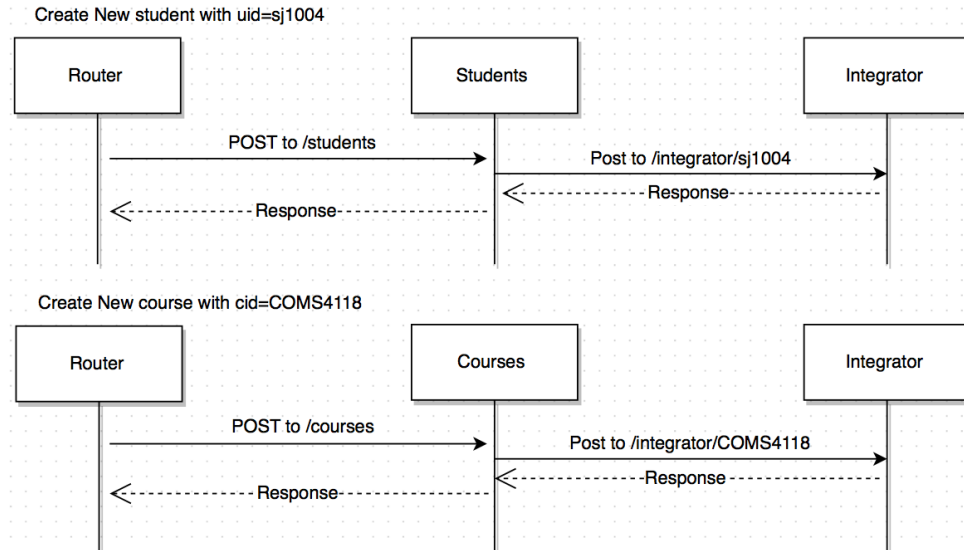 Create New student with uid=sj1004
Router
Students
Integrator
POST to /students
Post to /integrator/sj1004
Response
Response
Create New course with cid=COMS4118
Router
Courses
Integrator
POST to /courses
Post to /integrator/COMS4118
Response
Response